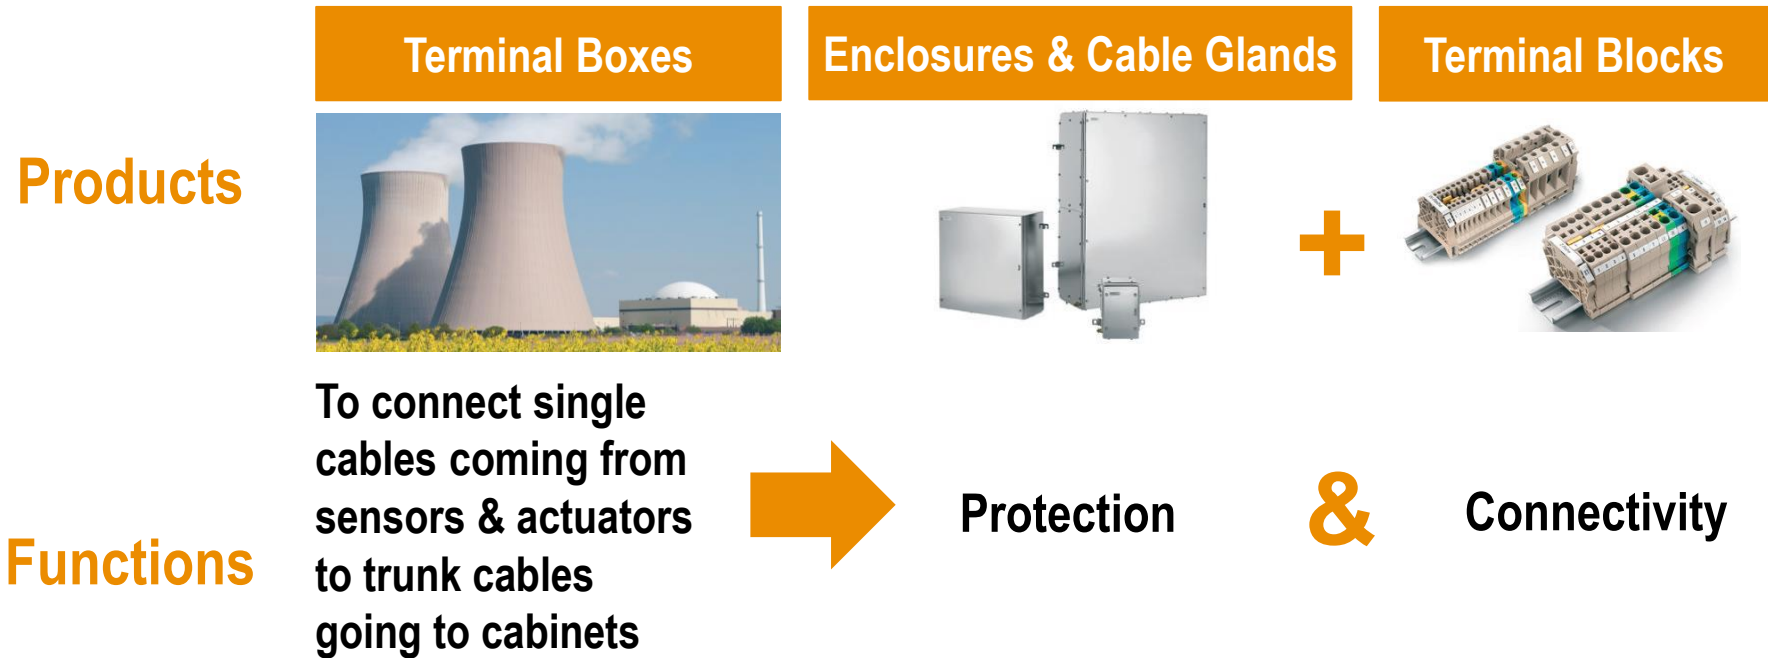 Terminal Boxes
Enclosures & Cable Glands
Terminal Blocks
Products
+
To connect single
cables coming from
sensors & actuators
to trunk cables
going to cabinets
Functions
Protection
&
Connectivity